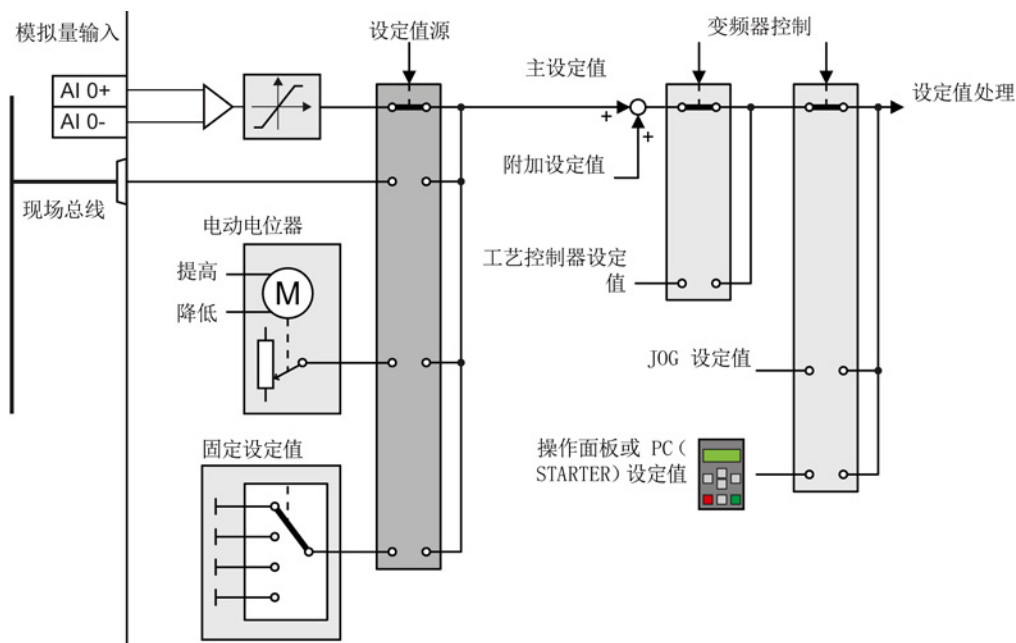 模拟量输入
设定值源
变频器控制
AI 0+
AI 0-
主设定值
设定值处理
+
+
附加设定值
现场总线
电动电位器
提高
降低
M
工艺控制器设定
值
JOG 设定值
固定设定值
操作面板或 PC(
STARTER)设定值